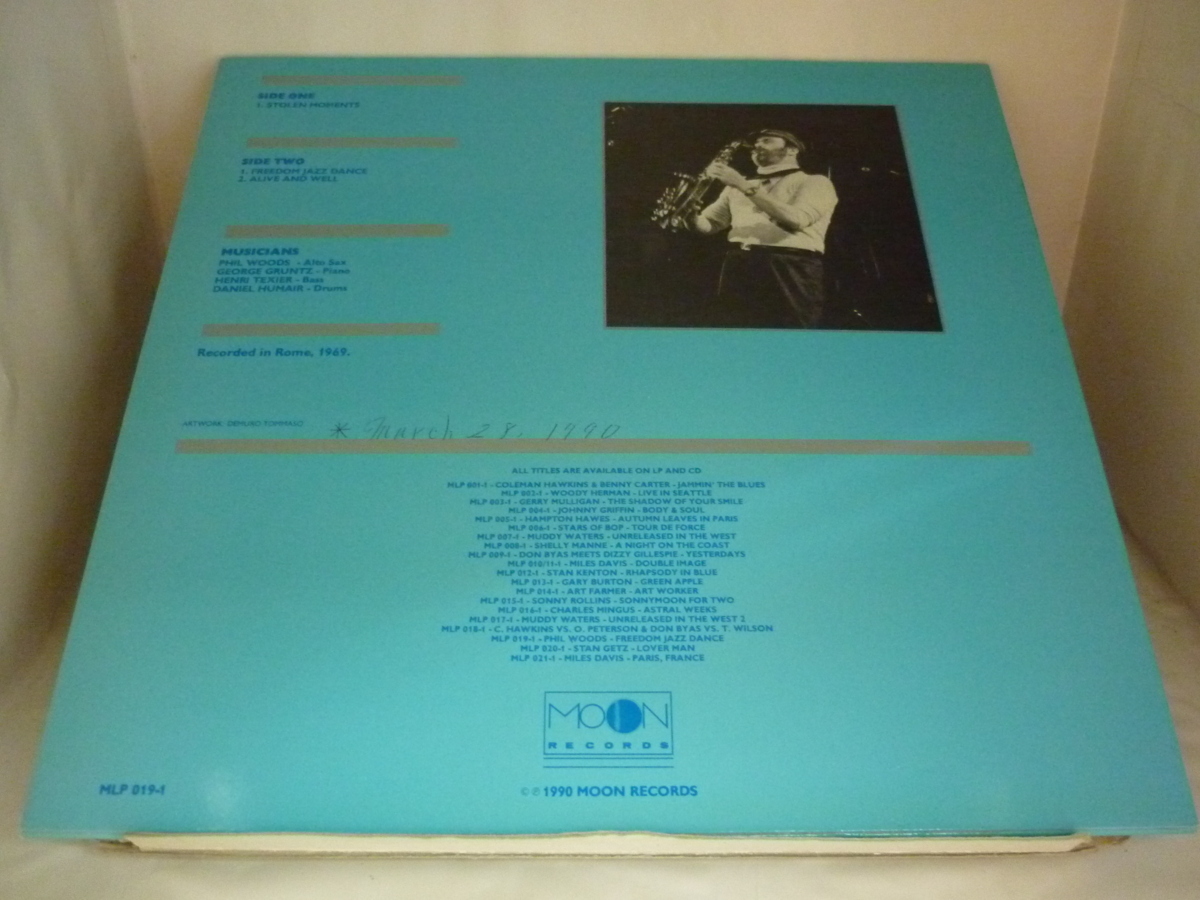 SIDE ONE
1. STOLEN MOMENTS
SIDE TWO
1. FREEDOM JAZZ DANCE
2. ALIVE AND WELL
MUSICIANS
PHIL WOODS - Alto Sax
GEORGE GRUNTZ - Piano
HENRI TEXIER - Bass
DANIEL HUMAIR - Drums
Recorded in Rome, 1969.
ARTWORK: DEMURO TOMMASO
* March 28. 1990
ALL TITLES ARE AVAILABLE ON LP AND CD
MLP 001-1 - COLEMAN HAWKINS & BENNY CARTER - JAMMIN' THE BLUES
MLP 002-1 - WOODY HERMAN - LIVE IN SEATTLE
MLP 003-1 - GERRY MULLIGAN - THE SHADOW OF YOUR SMILE
MLP 004-1 - JOHNNY GRIFFIN - BODY & SOUL
MLP 005-1 - HAMPTON HAWES - AUTUMN LEAVES IN PARIS
MLP 006-1 - STARS OF BOP - TOUR DE FORCE
MLP 007-1 - MUDDY WATERS - UNRELEASED IN THE WEST
MLP 008-1 - SHELLY MANNE - A NIGHT ON THE COAST
MLP 009-1 - DON BYAS MEETS DIZZY GILLESPIE - YESTERDAYS
MLP 010/11-1 - MILES DAVIS - DOUBLE IMAGE
MLP 012-1 - STAN KENTON - RHAPSODY IN BLUE
MLP 013-1 - GARY BURTON - GREEN APPLE
MLP 014-1 - ART FARMER - ART WORKER
MLP 015-1 - SONNY ROLLINS - SONNYMOON FOR TWO
MLP 016-1 - CHARLES MINGUS - ASTRAL WEEKS
MLP 017-1 - MUDDY WATERS - UNRELEASED IN THE WEST 2
MLP 018-1 - C. HAWKINS VS. O. PETERSON & DON BYAS VS. T. WILSON
MLP 019-1 - PHIL WOODS - FREEDOM JAZZ DANCE
MLP 020-1 - STAN GETZ - LOVER MAN
MLP 021-1 - MILES DAVIS - PARIS, FRANCE
MOON
RECORDS
MLP 019-1
© ℗ 1990 MOON RECORDS